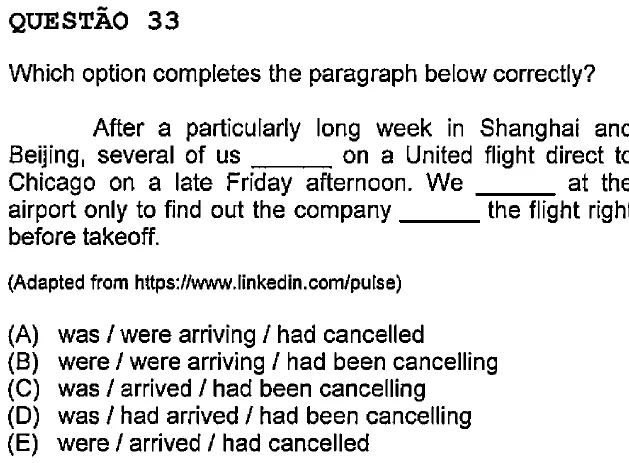 QUESTÃO 33
Which option completes the paragraph below correctly?
After a particularly long week in Shanghai and
Beijing, several of us ______ on a United flight direct to
Chicago on a late Friday afternoon. We ______ at the
airport only to find out the company ______ the flight right
before takeoff.
(Adapted from https://www.linkedin.com/pulse)
(A) was / were arriving / had cancelled
(B) were / were arriving / had been cancelling
(C) was / arrived / had been cancelling
(D) was / had arrived / had been cancelling
(E) were / arrived / had cancelled